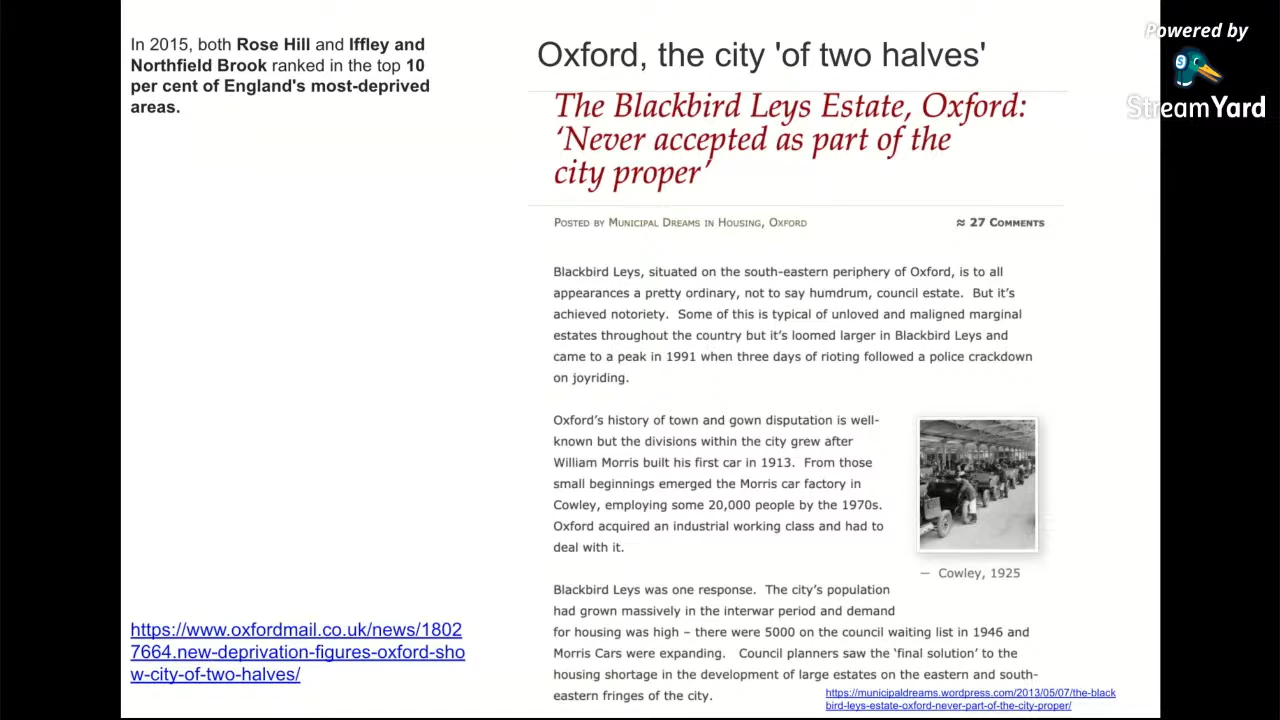 In 2015, both Rose Hill and Iffley and
Northfield Brook ranked in the top 10
per cent of England's most-deprived
areas.
https://www.oxfordmail.co.uk/news/1802
7664.new-deprivation-figures-oxford-sho
w-city-of-two-halves/
Oxford, the city 'of two halves'
The Blackbird Leys Estate, Oxford:
‘Never accepted as part of the
city proper’
Posted by Municipal Dreams in Housing, Oxford
≈ 27 Comments
Blackbird Leys, situated on the south-eastern periphery of Oxford, is to all
appearances a pretty ordinary, not to say humdrum, council estate.  But it’s
achieved notoriety.  Some of this is typical of unloved and maligned marginal
estates throughout the country but it’s loomed larger in Blackbird Leys and
came to a peak in 1991 when three days of rioting followed a police crackdown
on joyriding.
Oxford’s history of town and gown disputation is well-
known but the divisions within the city grew after
William Morris built his first car in 1913.  From those
small beginnings emerged the Morris car factory in
Cowley, employing some 20,000 people by the 1970s.
Oxford acquired an industrial working class and had to
deal with it.
— Cowley, 1925
Blackbird Leys was one response.  The city’s population
had grown massively in the interwar period and demand
for housing was high – there were 5000 on the council waiting list in 1946 and
Morris Cars were expanding.   Council planners saw the ‘final solution’ to the
housing shortage in the development of large estates on the eastern and south-
eastern fringes of the city.
https://municipaldreams.wordpress.com/2013/05/07/the-black
bird-leys-estate-oxford-never-part-of-the-city-proper/
Powered by
StreamYard